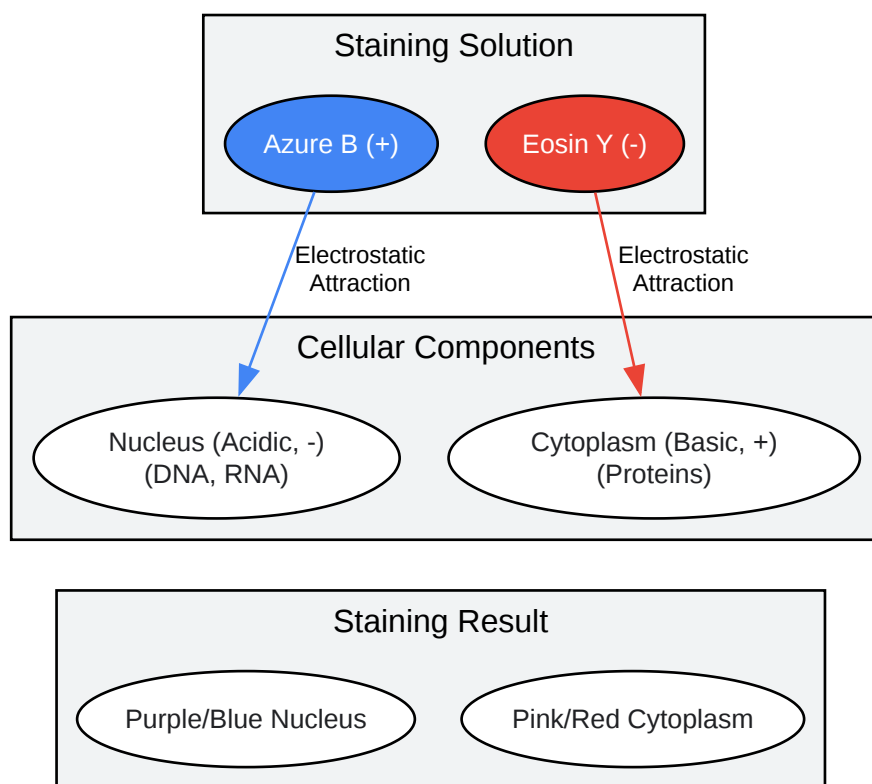 Staining Solution
Azure B (+)
Eosin Y (-)
Electrostatic
Attraction
Electrostatic
Attraction
Cellular Components
Nucleus (Acidic, -)
(DNA, RNA)
Cytoplasm (Basic, +)
(Proteins)
Staining Result
Purple/Blue Nucleus
Pink/Red Cytoplasm